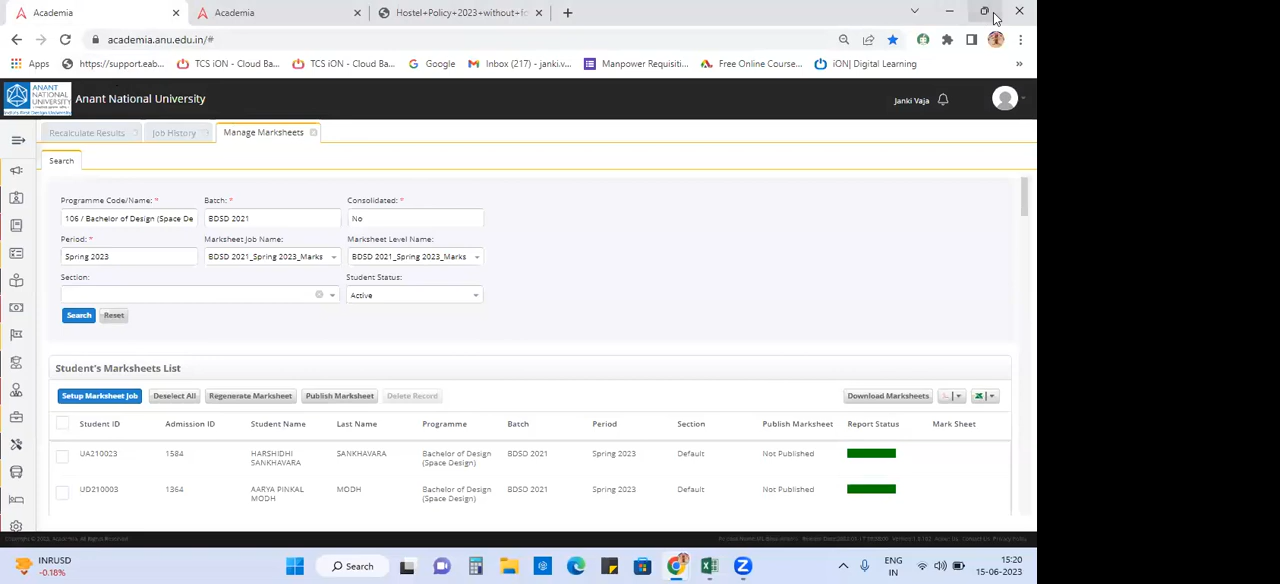 Academia
Academia
Hostel+Policy+2023+without+fo
academia.anu.edu.in/#
Apps
https://support.eab...
TCS iON - Cloud Ba...
TCS iON - Cloud Ba...
Google
Inbox (217) - janki.v...
Manpower Requisiti...
Free Online Course...
iON| Digital Learning
»
ANANT
NATIONAL
UNIVERSITY
Anant National University
Janki Vaja
Recalculate Results
Job History
Manage Marksheets
Search
Programme Code/Name: *
Batch: *
Consolidated: *
106 / Bachelor of Design (Space De
BDSD 2021
No
Period: *
Marksheet Job Name:
Marksheet Level Name:
Spring 2023
BDSD 2021_Spring 2023_Marks
BDSD 2021_Spring 2023_Marks
Section:
Student Status:
Active
Search
Reset
Student's Marksheets List
Setup Marksheet Job
Deselect All
Regenerate Marksheet
Publish Marksheet
Delete Record
Download Marksheets
Student ID
Admission ID
Student Name
Last Name
Programme
Batch
Period
Section
Publish Marksheet
Report Status
Mark Sheet
UA210023
1584
HARSHIDHI
SANKHAVARA
SANKHAVARA
Bachelor of Design
(Space Design)
BDSD 2021
Spring 2023
Default
Not Published
UD210003
1364
AARYA PINKAL
MODH
MODH
Bachelor of Design
(Space Design)
BDSD 2021
Spring 2023
Default
Not Published
INRUSD
-0.18%
Search
ENG
IN
15:20
15-06-2023